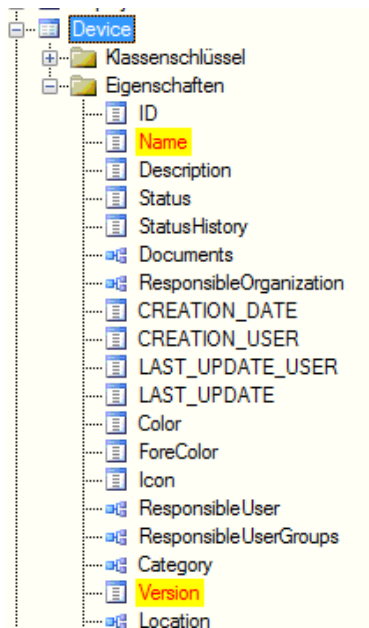 Device
Klassenschlüssel
Eigenschaften
ID
Name
Description
Status
StatusHistory
Documents
ResponsibleOrganization
CREATION_DATE
CREATION_USER
LAST_UPDATE_USER
LAST_UPDATE
Color
ForeColor
Icon
ResponsibleUser
ResponsibleUserGroups
Category
Version
Location